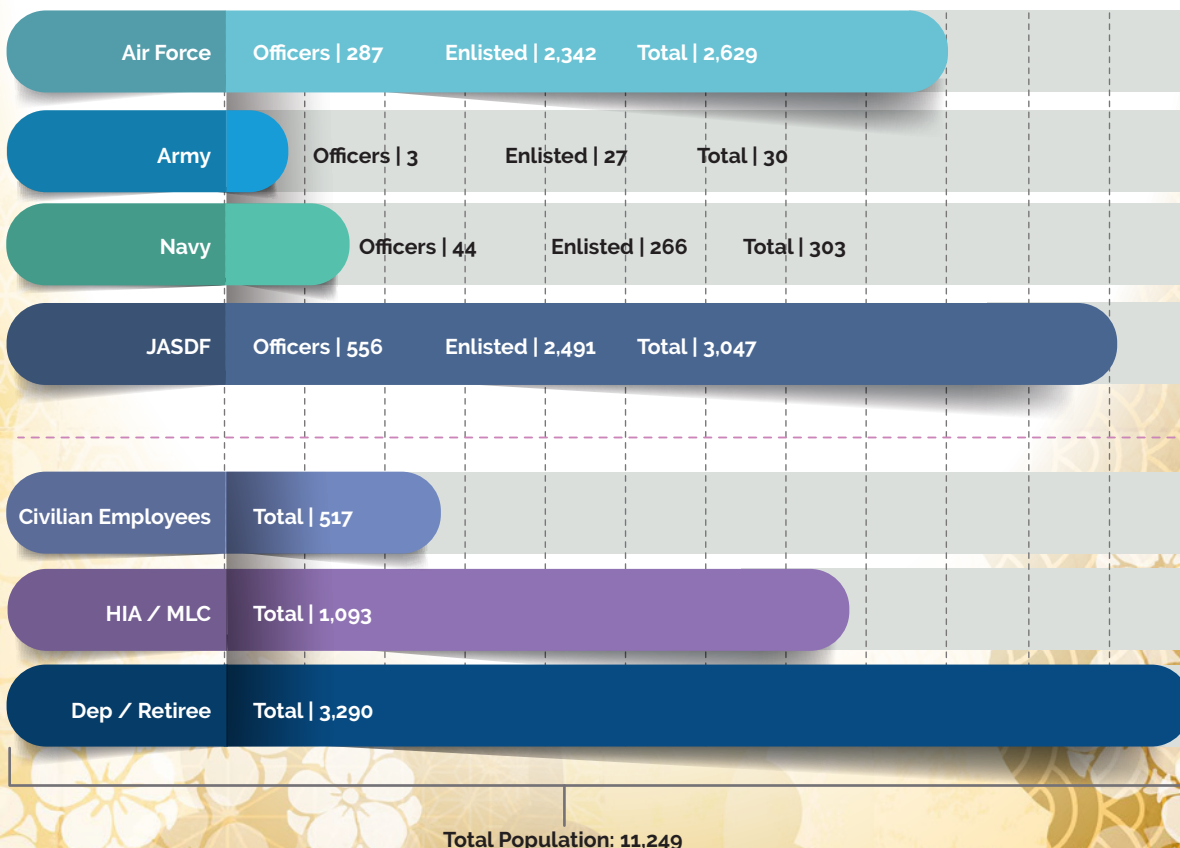 Air Force Officers | 287 Enlisted | 2,342 Total | 2,629
Army Officers | 3 Enlisted | 27 Total | 30
Navy Officers | 44 Enlisted | 266 Total | 303
JASDF Officers | 556 Enlisted | 2,491 Total | 3,047
Civilian Employees Total | 517
HIA / MLC Total | 1,093
Dep / Retiree Total | 3,290
Total Population: 11,249